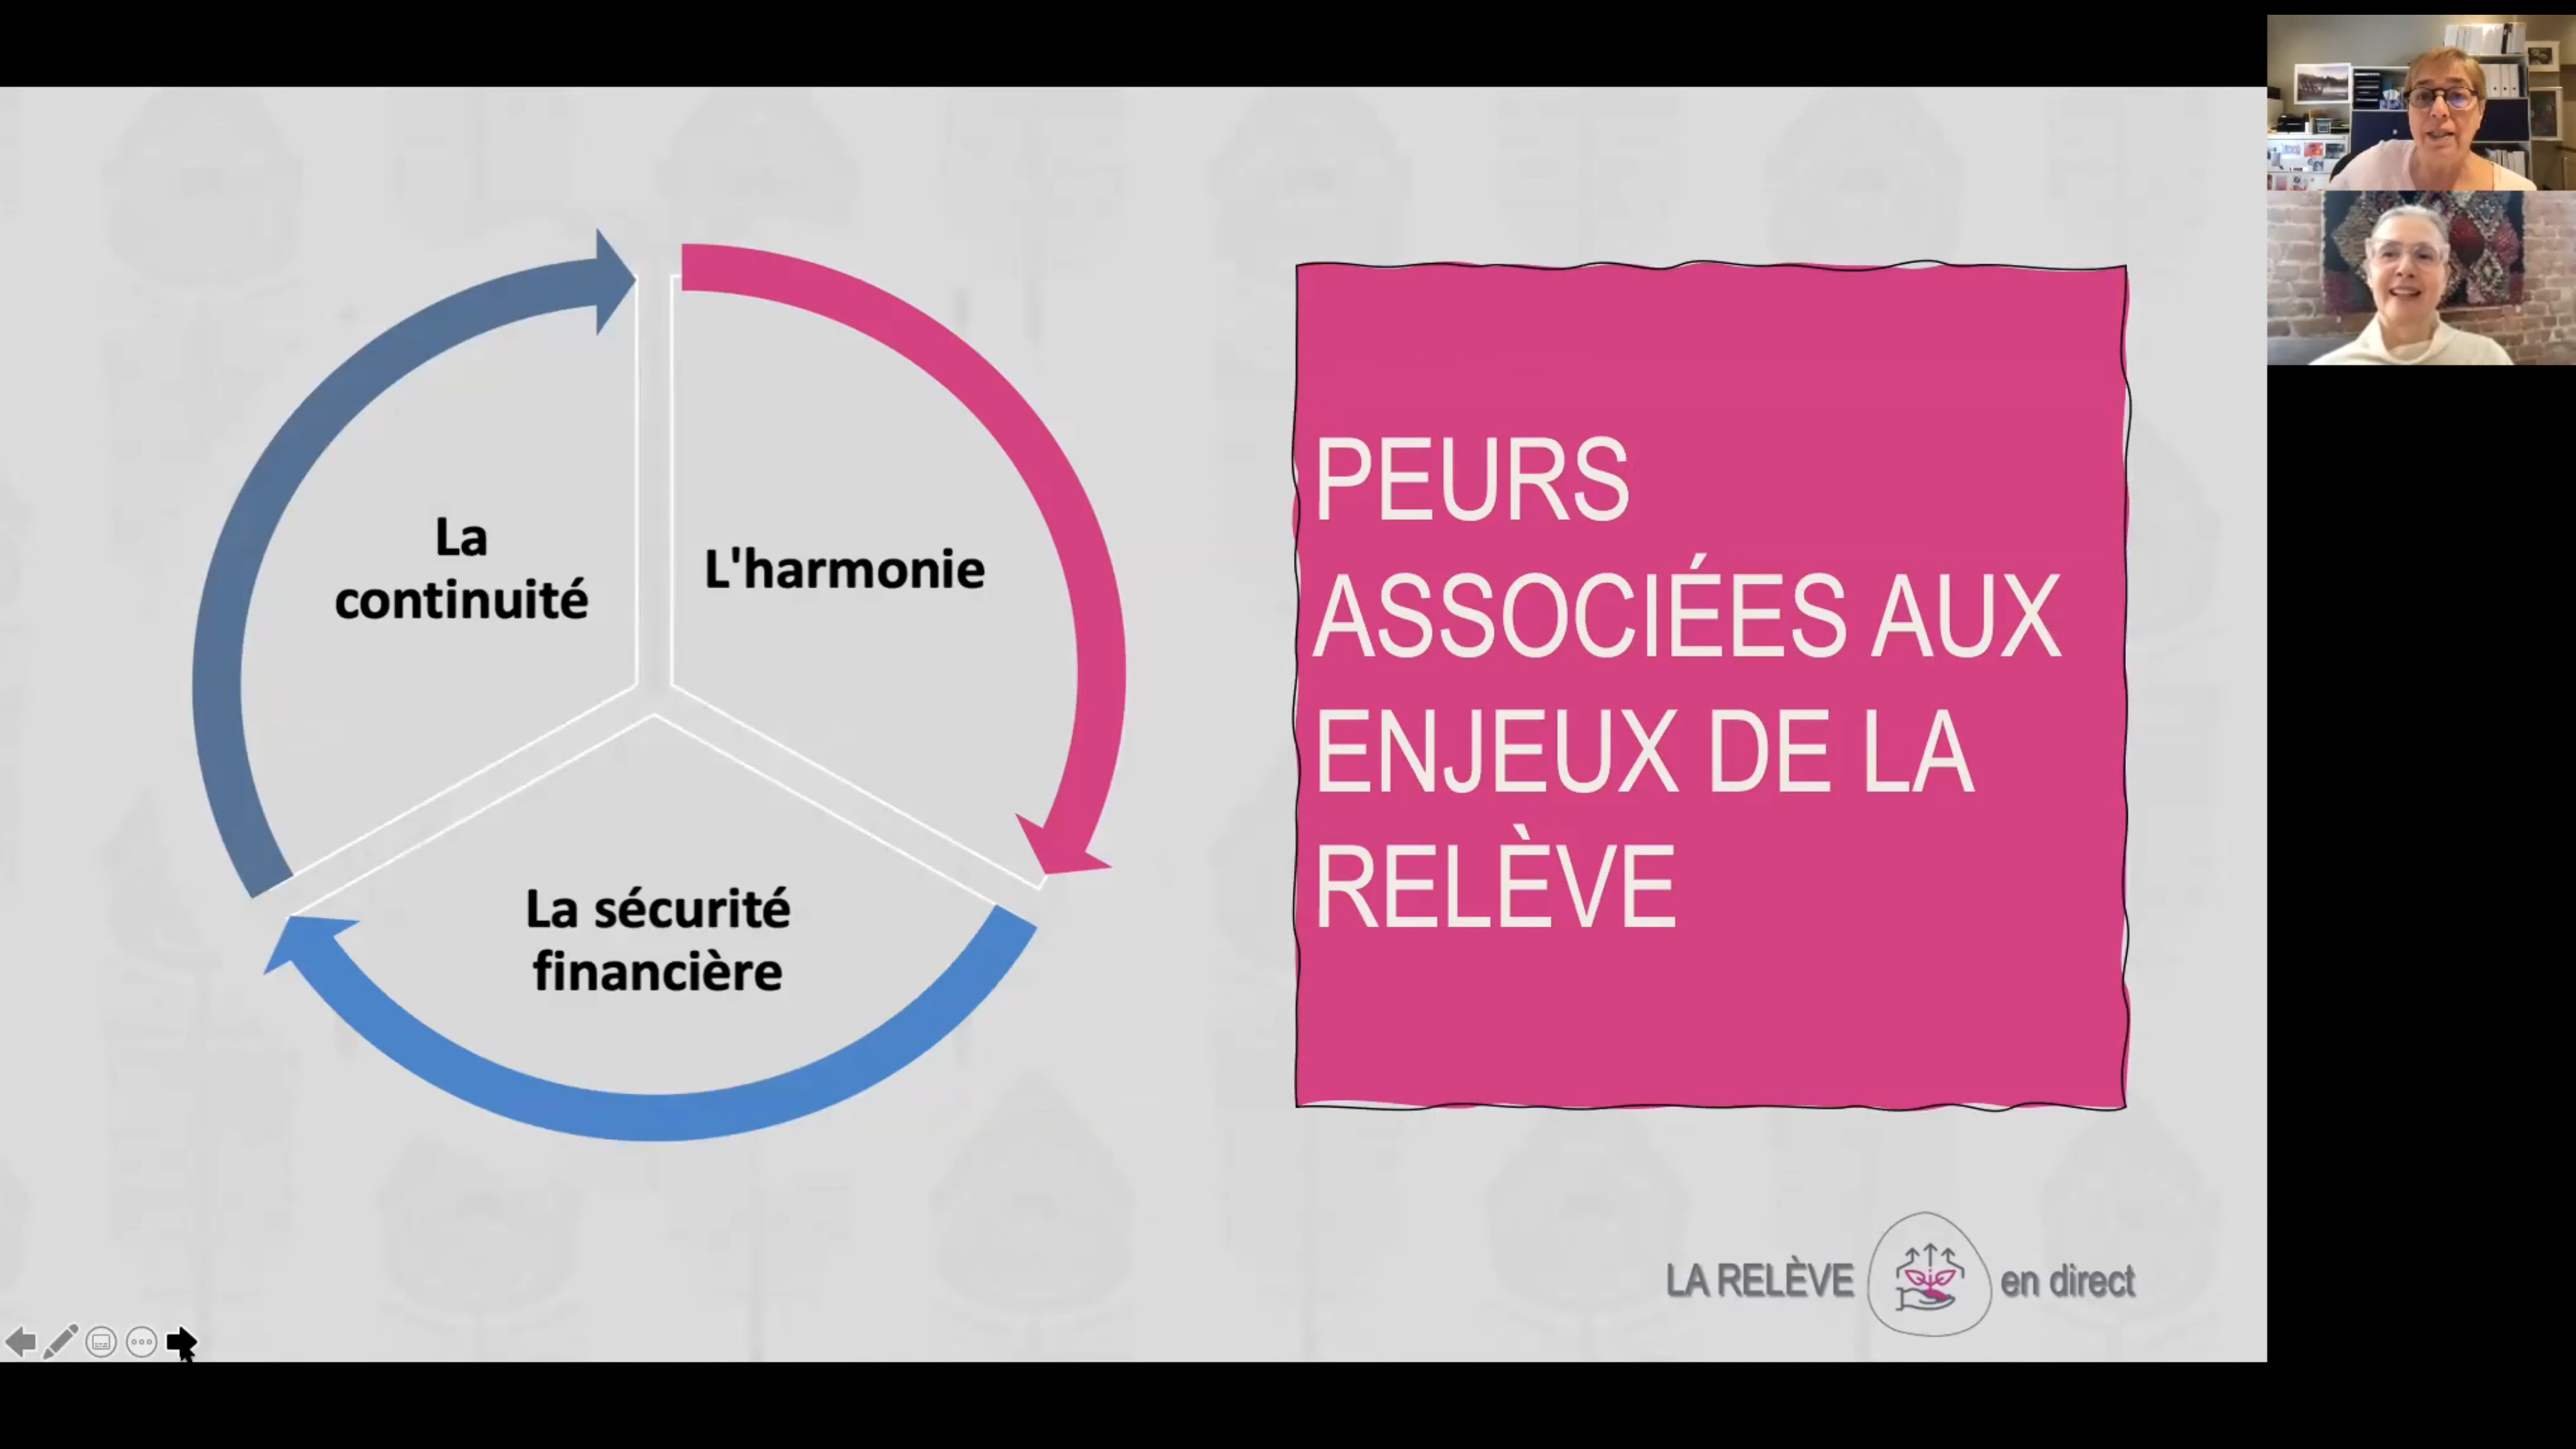 La
continuité
L'harmonie
La sécurité
financière
PEURS
ASSOCIÉES AUX
ENJEUX DE LA
RELÈVE
LA RELÈVE en direct